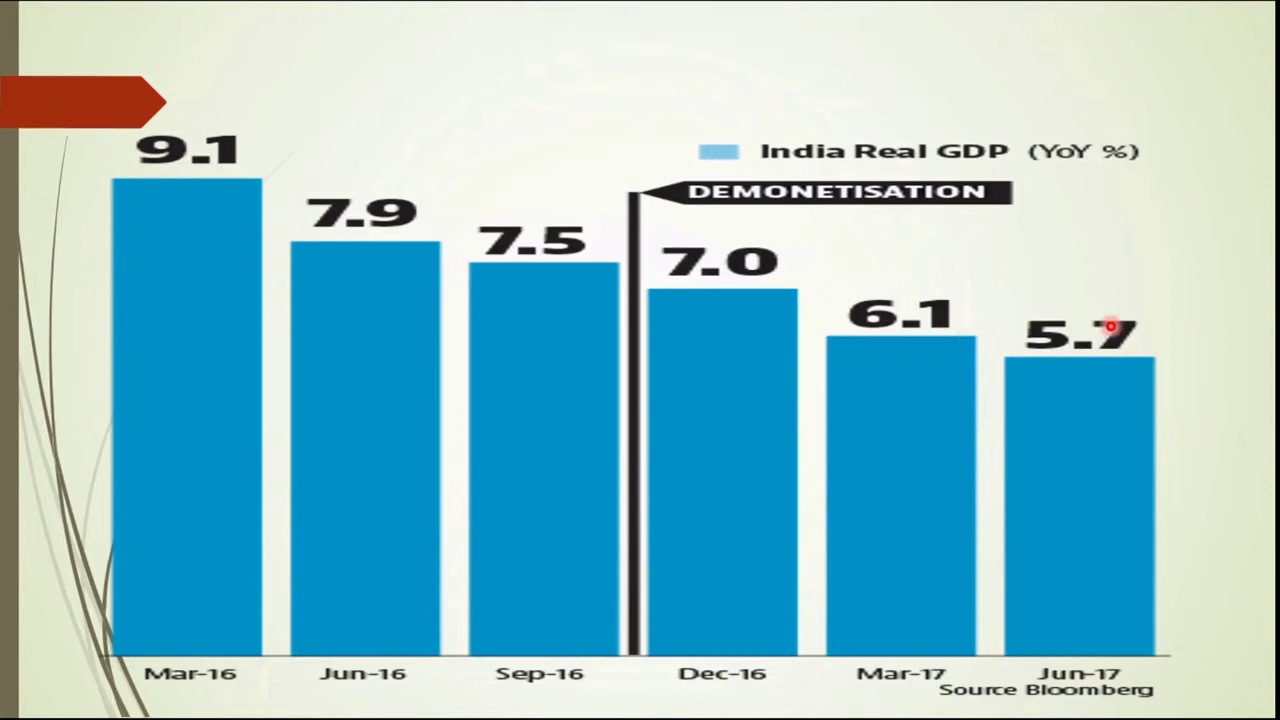 9.1
India Real GDP (YoY %)
DEMONETISATION
7.9
7.5
7.0
6.1
5.7
Mar-16 Jun-16 Sep-16 Dec-16 Mar-17 Jun-17
Source Bloomberg